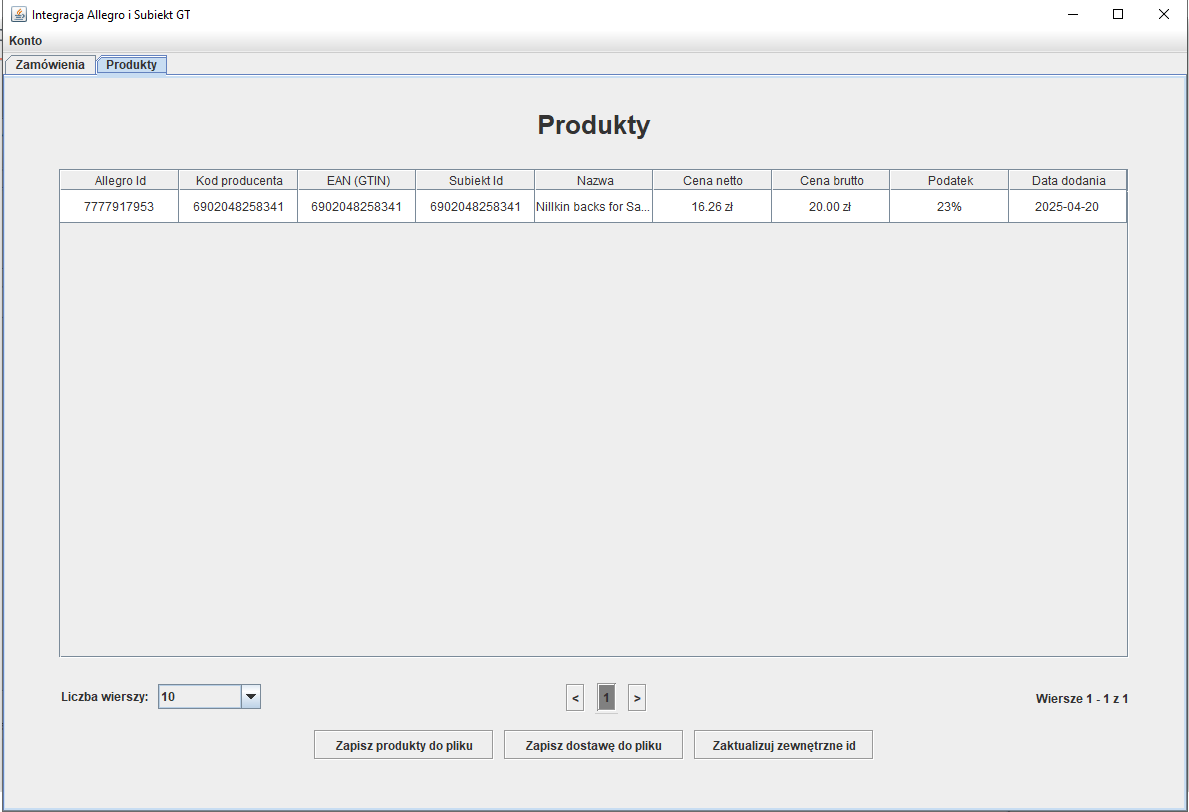 Integracja Allegro i Subiekt GT
Konto
Zamówienia Produkty
Produkty
Allegro Id Kod producenta EAN (GTIN) Subiekt Id Nazwa Cena netto Cena brutto Podatek Data dodania
7777917953 6902048258341 6902048258341 6902048258341 Nillkin backs for Sa... 16.26 zł 20.00 zł 23% 2025-04-20
Liczba wierszy: 10 < 1 > Wiersze 1 - 1 z 1
Zapisz produkty do pliku Zapisz dostawę do pliku Zaktualizuj zewnętrzne id